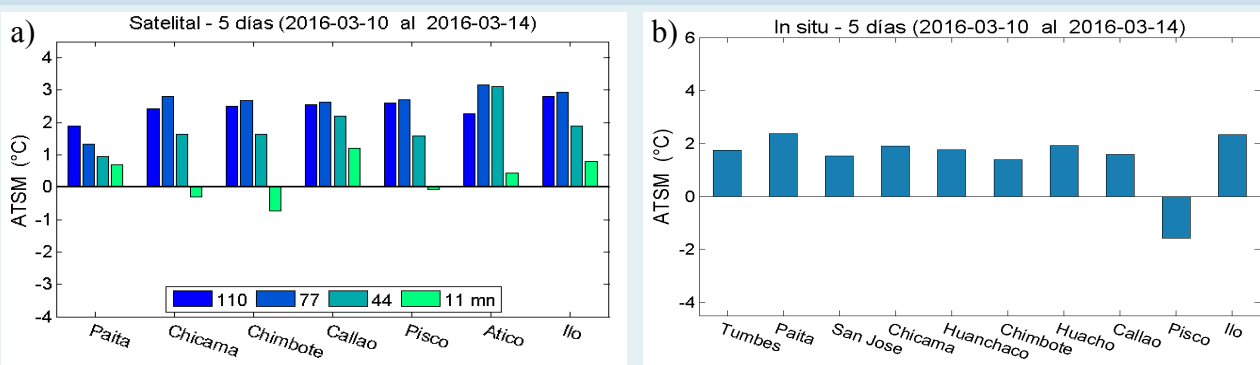 a)
Satelital - 5 días (2016-03-10 al 2016-03-14)
ATSM (°C)
4
3
2
1
0
-1
-2
-3
-4
110 77 44 11 mn
Paita Chicama Chimbote Callao Pisco Atico Ilo
b)
In situ - 5 días (2016-03-10 al 2016-03-14)
ATSM (°C)
6
4
2
0
-2
-4
Tumbes Paita San Jose Chicama Huanchaco Chimbote Huacho Callao Pisco Ilo